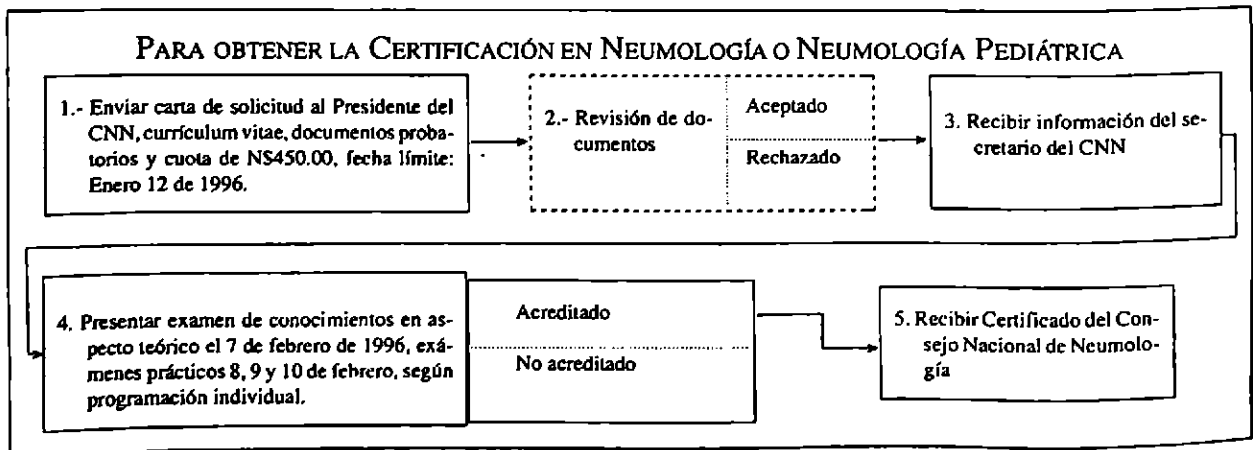 PARA OBTENER LA CERTIFICACIÓN EN NEUMOLOGÍA O NEUMOLOGÍA PEDIÁTRICA
1.- Enviar carta de solicitud al Presidente del
CNN, currículum vitae, documentos proba-
torios y cuota de N$450.00, fecha límite:
Enero 12 de 1996.
2.- Revisión de do-
cumentos
Aceptado
Rechazado
3. Recibir información del se-
cretario del CNN
4. Presentar examen de conocimientos en as-
pecto teórico el 7 de febrero de 1996, exá-
menes prácticos 8, 9 y 10 de febrero, según
programación individual.
Acreditado
No acreditado
5. Recibir Certificado del Con-
sejo Nacional de Neumolo-
gía